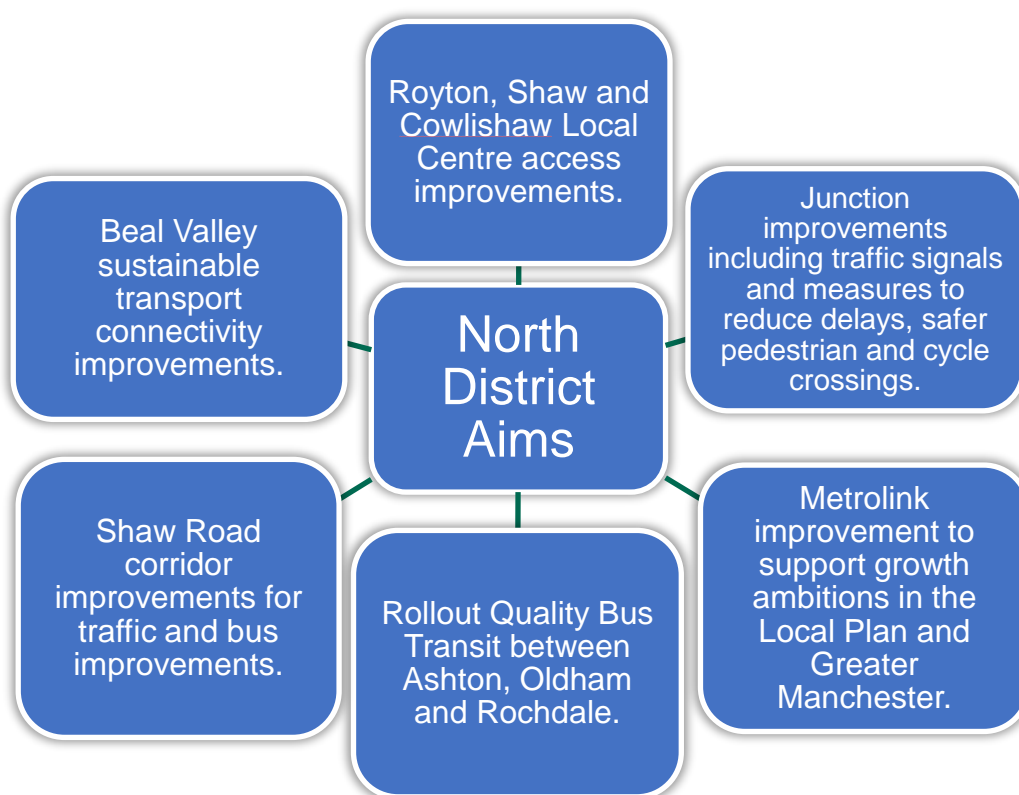 Royton, Shaw and
Cowlishaw Local
Centre access
improvements.
Junction
improvements
including traffic signals
and measures to
reduce delays, safer
pedestrian and cycle
crossings.
Metrolink
improvement to
support growth
ambitions in the
Local Plan and
Greater
Manchester.
Rollout Quality Bus
Transit between
Ashton, Oldham
and Rochdale.
Shaw Road
corridor
improvements for
traffic and bus
improvements.
Beal Valley
sustainable
transport
connectivity
improvements.
North
District
Aims